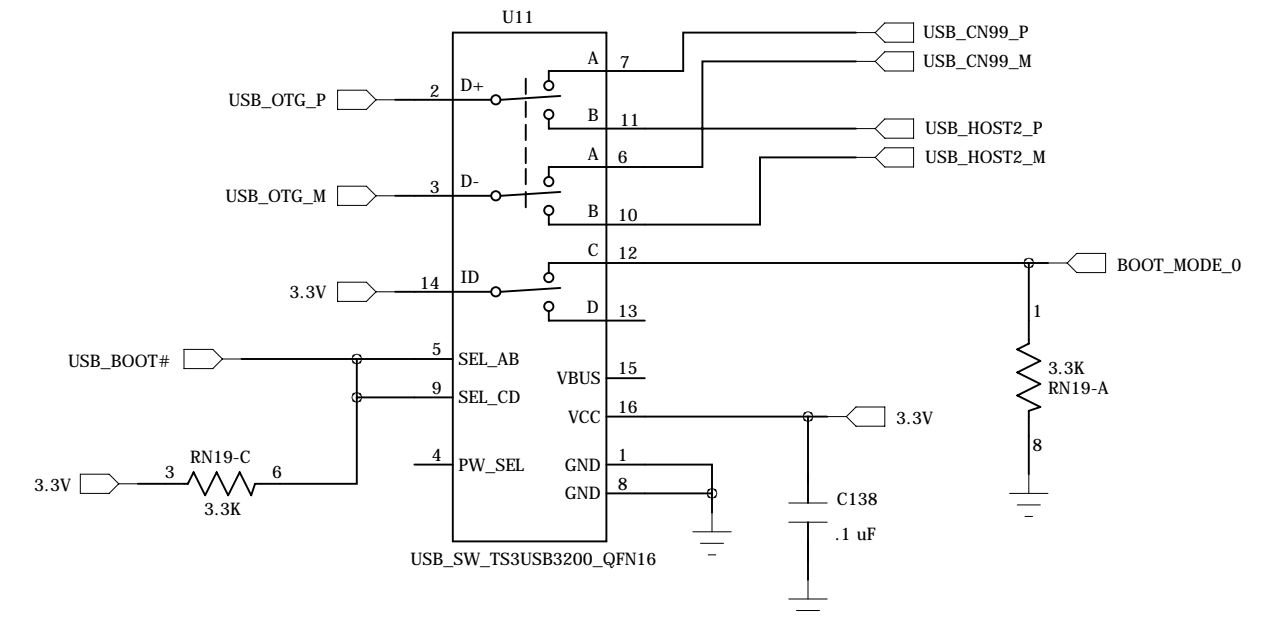 U11
USB_CN99_P
A 7
USB_CN99_M
2 D+
USB_OTG_P
B 11
USB_HOST2_P
A 6
USB_HOST2_M
3 D-
USB_OTG_M
B 10
C 12
BOOT_MODE_0
14 ID
3.3V
D 13
1
5 SEL_AB
USB_BOOT#
VBUS 15
3.3K
RN19-A
9 SEL_CD
VCC 16
3.3V
8
RN19-C
4 PW_SEL
GND 1
3 6
3.3V
GND 8
C138
3.3K
.1 uF
USB_SW_TS3USB3200_QFN16